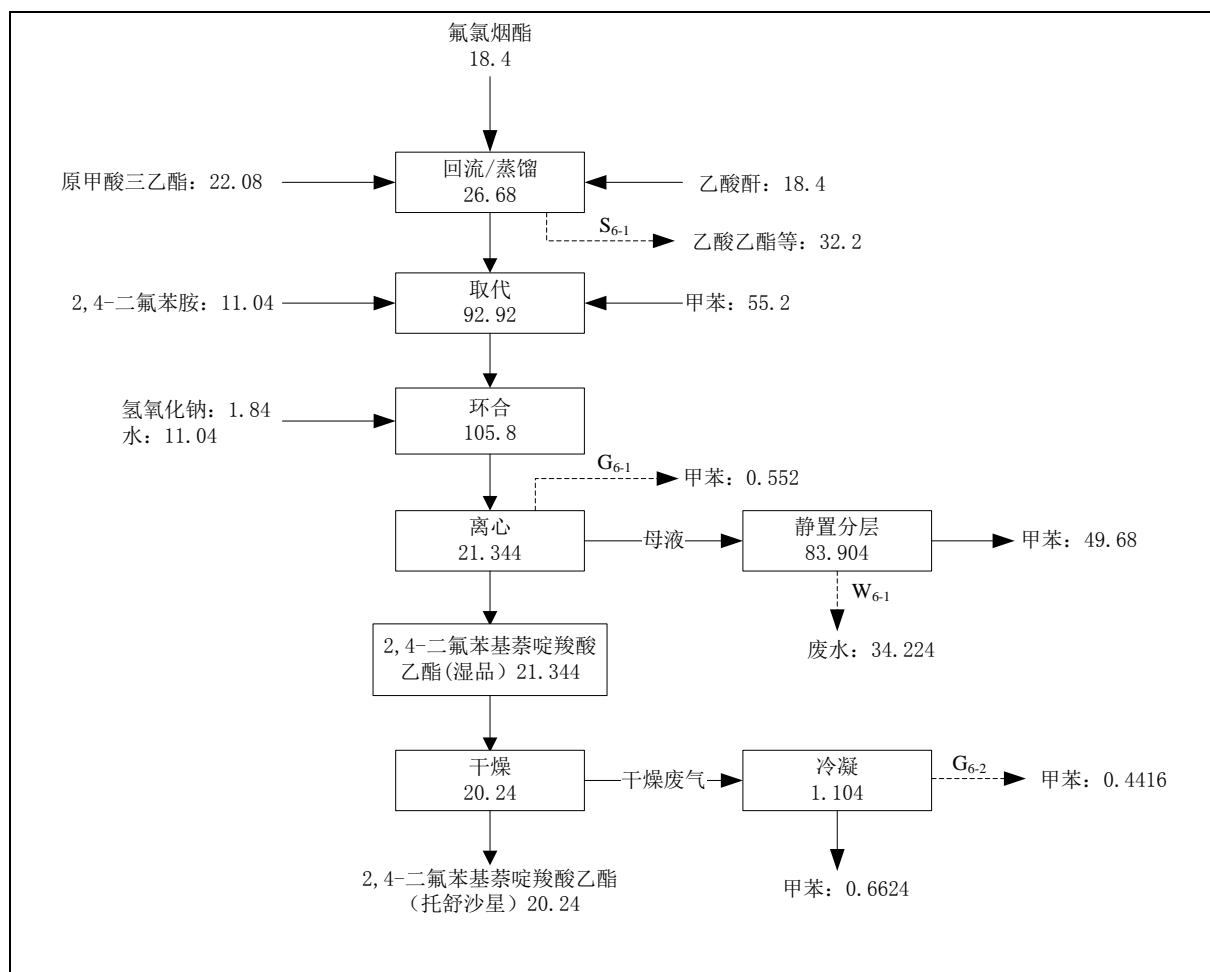 氟氯烟酯
18.4
回流/蒸馏
26.68
原甲酸三乙酯：22.08
乙酸酐：18.4
S6-1
乙酸乙酯等：32.2
取代
92.92
2,4-二氟苯胺：11.04
甲苯：55.2
环合
105.8
氢氧化钠：1.84
水：11.04
G6-1
甲苯：0.552
离心
21.344
母液
静置分层
83.904
甲苯：49.68
W6-1
废水：34.224
2,4-二氟苯基萘啶羧酸
乙酯(湿品）21.344
干燥
20.24
干燥废气
冷凝
1.104
G6-2
甲苯：0.4416
2,4-二氟苯基萘啶羧酸乙酯
（托舒沙星）20.24
甲苯：0.6624